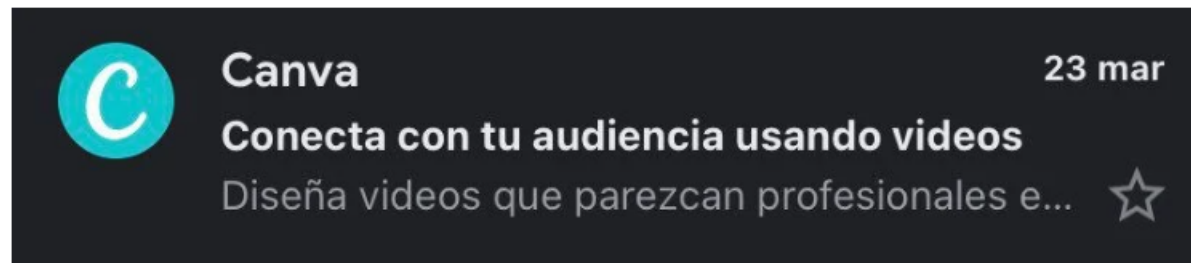 C
Canva
23 mar
Conecta con tu audiencia usando videos
Diseña videos que parezcan profesionales e...